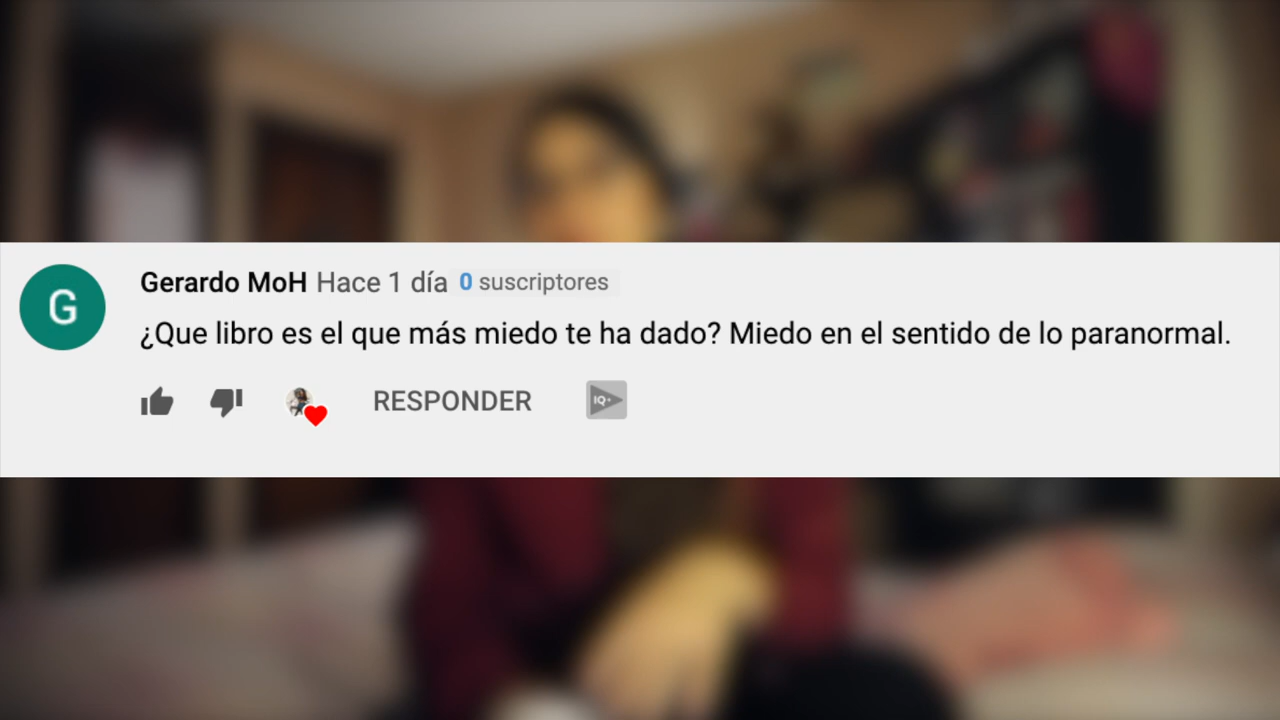 Gerardo MoH Hace 1 día 0 suscriptores
G
¿Que libro es el que más miedo te ha dado? Miedo en el sentido de lo paranormal.
RESPONDER IQ+